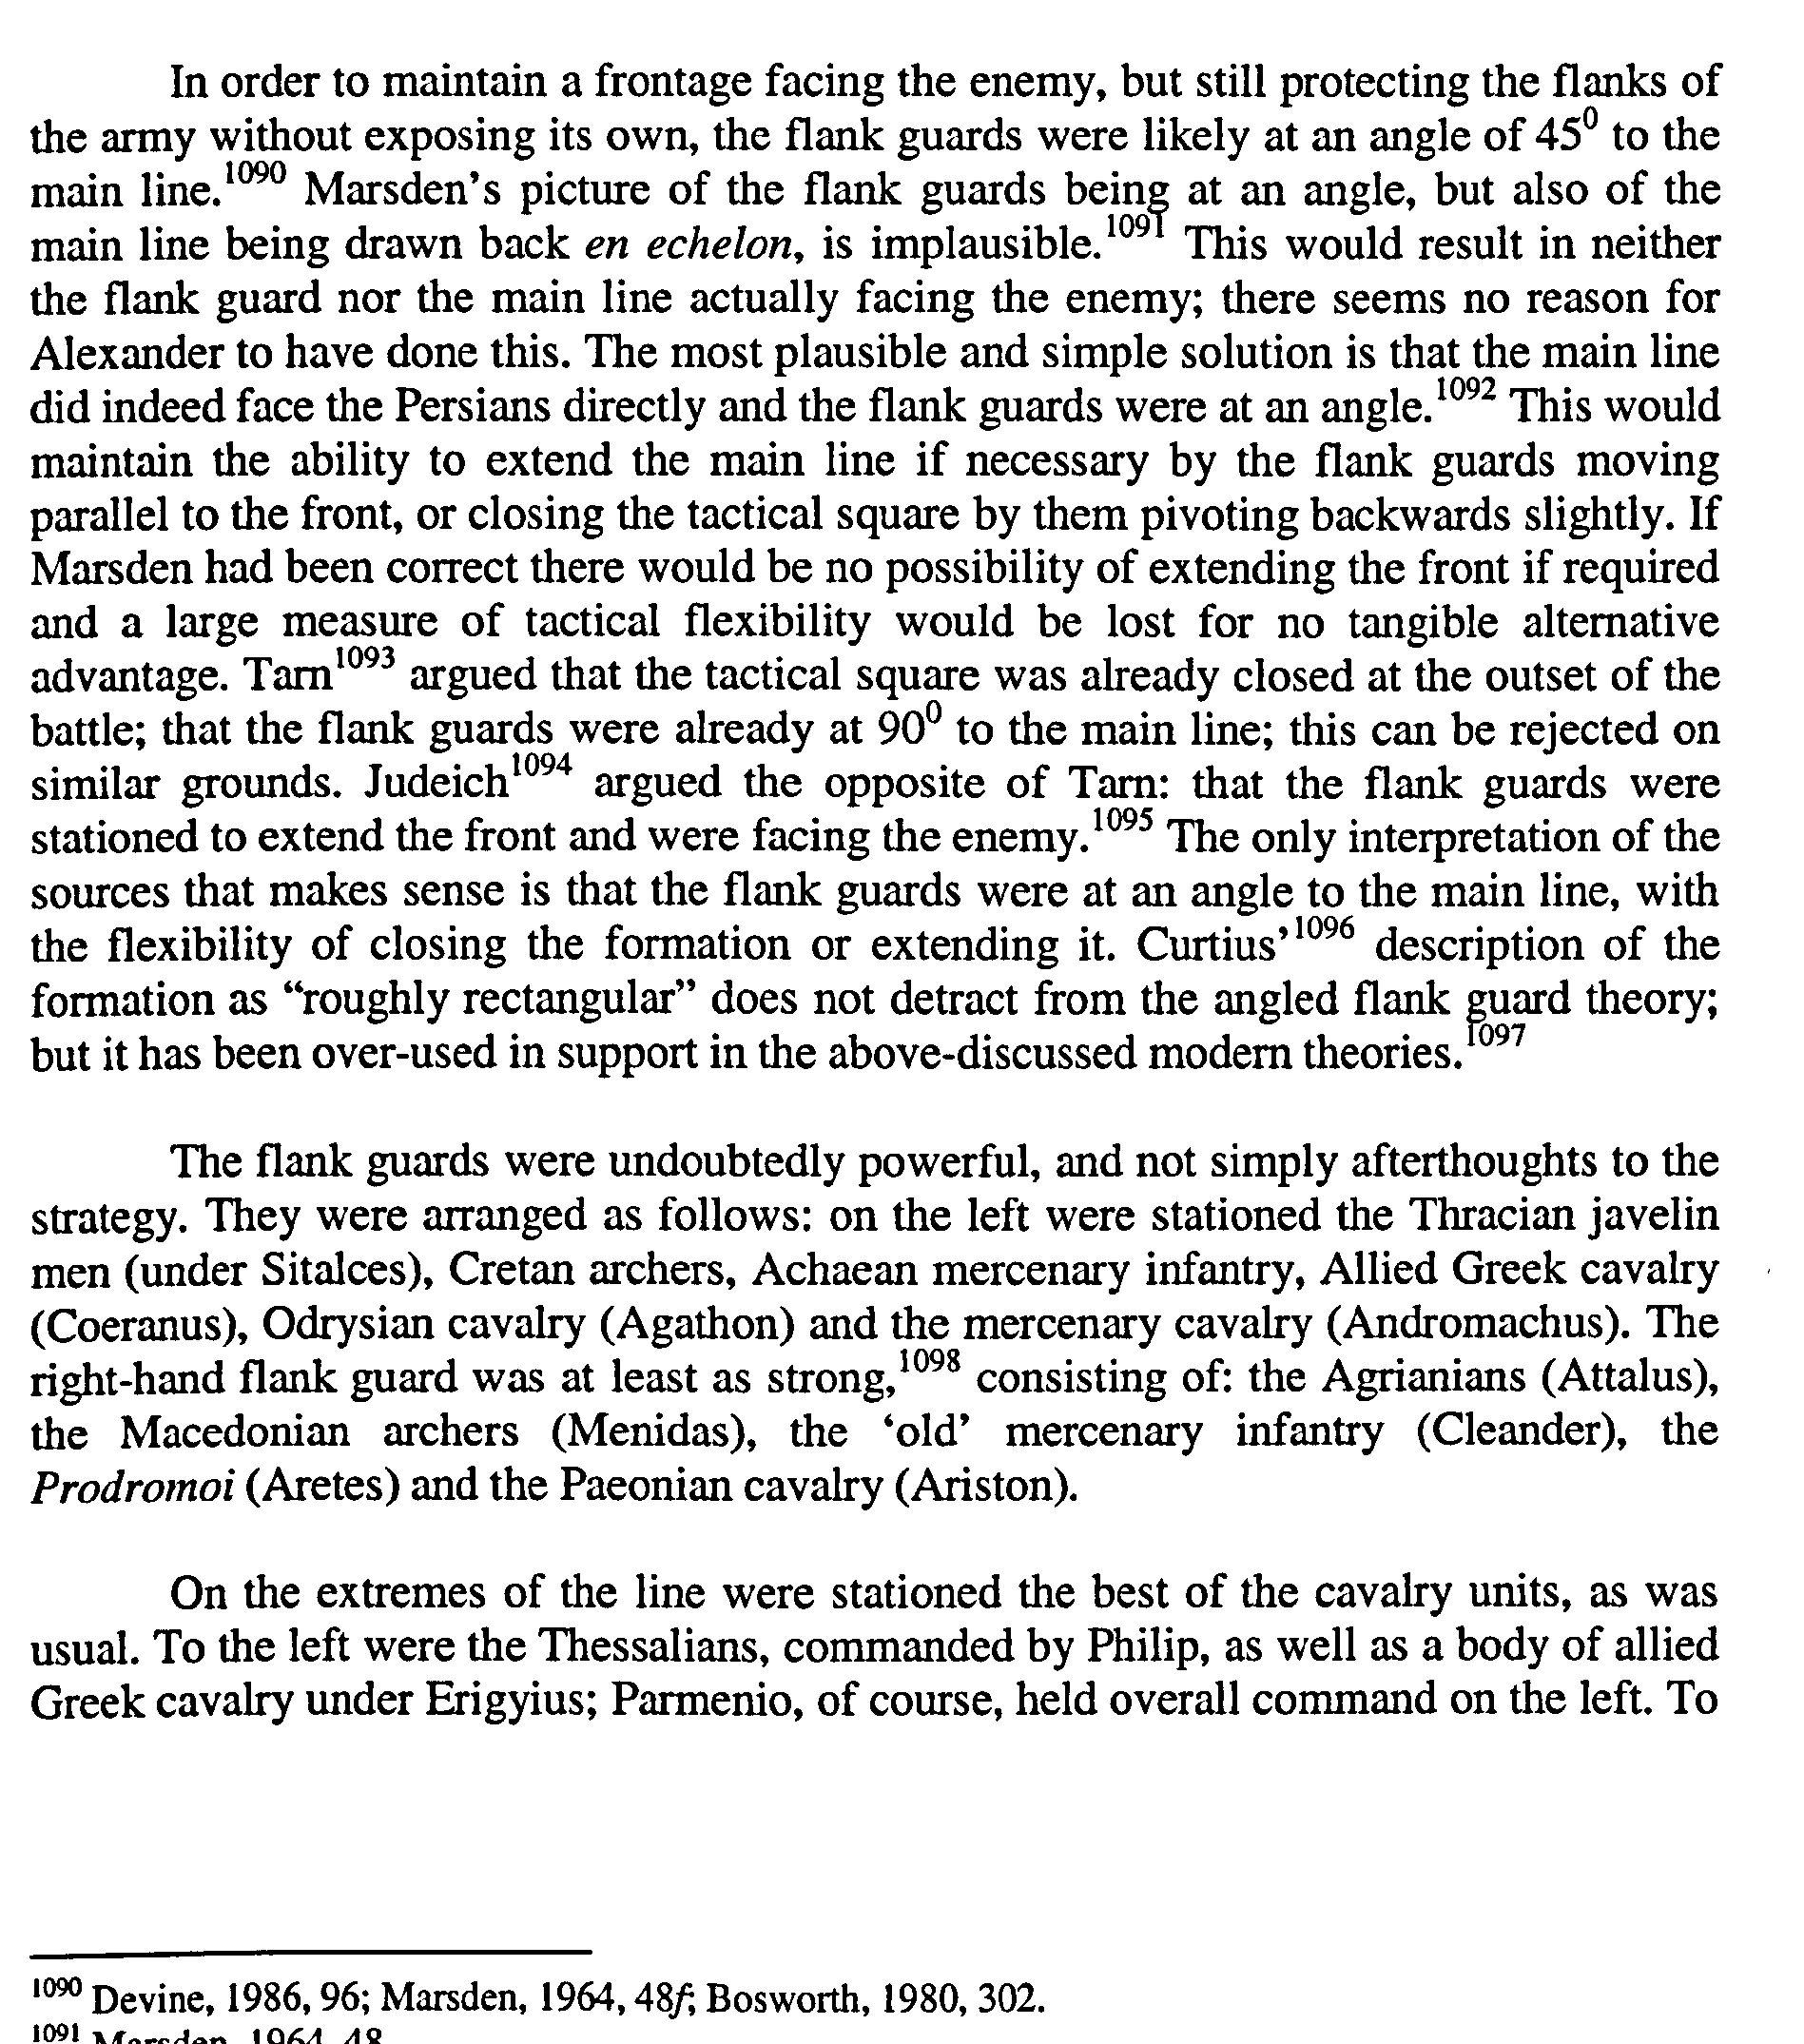 In order to maintain a frontage facing the enemy, but still protecting the flanks of
the army without exposing its own, the flank guards were likely at an angle of 45⁰ to the
main line.¹⁰⁹⁰ Marsden's picture of the flank guards being at an angle, but also of the
main line being drawn back en echelon, is implausible.¹⁰⁹¹ This would result in neither
the flank guard nor the main line actually facing the enemy; there seems no reason for
Alexander to have done this. The most plausible and simple solution is that the main line
did indeed face the Persians directly and the flank guards were at an angle.¹⁰⁹² This would
maintain the ability to extend the main line if necessary by the flank guards moving
parallel to the front, or closing the tactical square by them pivoting backwards slightly. If
Marsden had been correct there would be no possibility of extending the front if required
and a large measure of tactical flexibility would be lost for no tangible alternative
advantage. Tarn¹⁰⁹³ argued that the tactical square was already closed at the outset of the
battle; that the flank guards were already at 90⁰ to the main line; this can be rejected on
similar grounds. Judeich¹⁰⁹⁴ argued the opposite of Tarn: that the flank guards were
stationed to extend the front and were facing the enemy.¹⁰⁹⁵ The only interpretation of the
sources that makes sense is that the flank guards were at an angle to the main line, with
the flexibility of closing the formation or extending it. Curtius'¹⁰⁹⁶ description of the
formation as "roughly rectangular" does not detract from the angled flank guard theory;
but it has been over-used in support in the above-discussed modern theories.¹⁰⁹⁷
The flank guards were undoubtedly powerful, and not simply afterthoughts to the
strategy. They were arranged as follows: on the left were stationed the Thracian javelin
men (under Sitalces), Cretan archers, Achaean mercenary infantry, Allied Greek cavalry
(Coeranus), Odrysian cavalry (Agathon) and the mercenary cavalry (Andromachus). The
right-hand flank guard was at least as strong,¹⁰⁹⁸ consisting of: the Agrianians (Attalus),
the Macedonian archers (Menidas), the 'old' mercenary infantry (Cleander), the
Prodromoi (Aretes) and the Paeonian cavalry (Ariston).
On the extremes of the line were stationed the best of the cavalry units, as was
usual. To the left were the Thessalians, commanded by Philip, as well as a body of allied
Greek cavalry under Erigyius; Parmenio, of course, held overall command on the left. To
¹⁰⁹⁰ Devine, 1986, 96; Marsden, 1964, 48f; Bosworth, 1980, 302.
¹⁰⁹¹ Marsden, 1964, 48